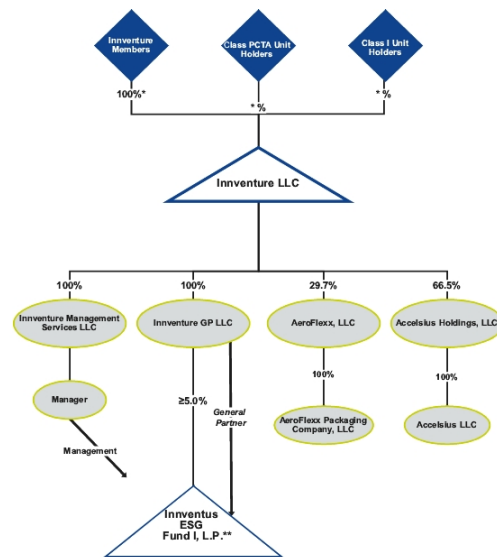 Innventure
Members
Class PCTA Unit
Holders
Class I Unit
Holders
100%*
* %
* %
Innventure LLC
100%
100%
29.7%
66.5%
Innventure Management
Services LLC
Innventure GP LLC
AeroFlexx, LLC
Accelsius Holdings, LLC
100%
100%
Manager
≥5.0%
General
Partner
AeroFlexx Packaging
Company, LLC
Accelsius LLC
Management
Innventus
ESG
Fund I, L.P.**